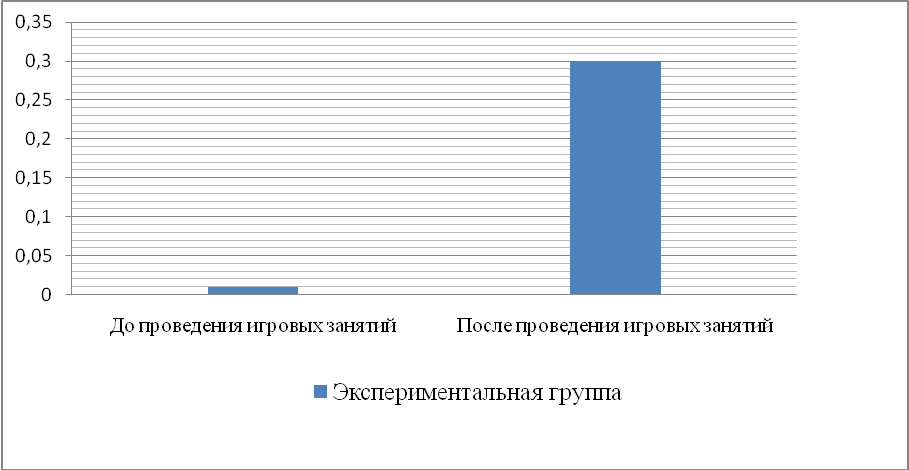 0,35
0,3
0,25
0,2
0,15
0,1
0,05
0
До проведения игровых занятий
После проведения игровых занятий
Экспериментальная группа